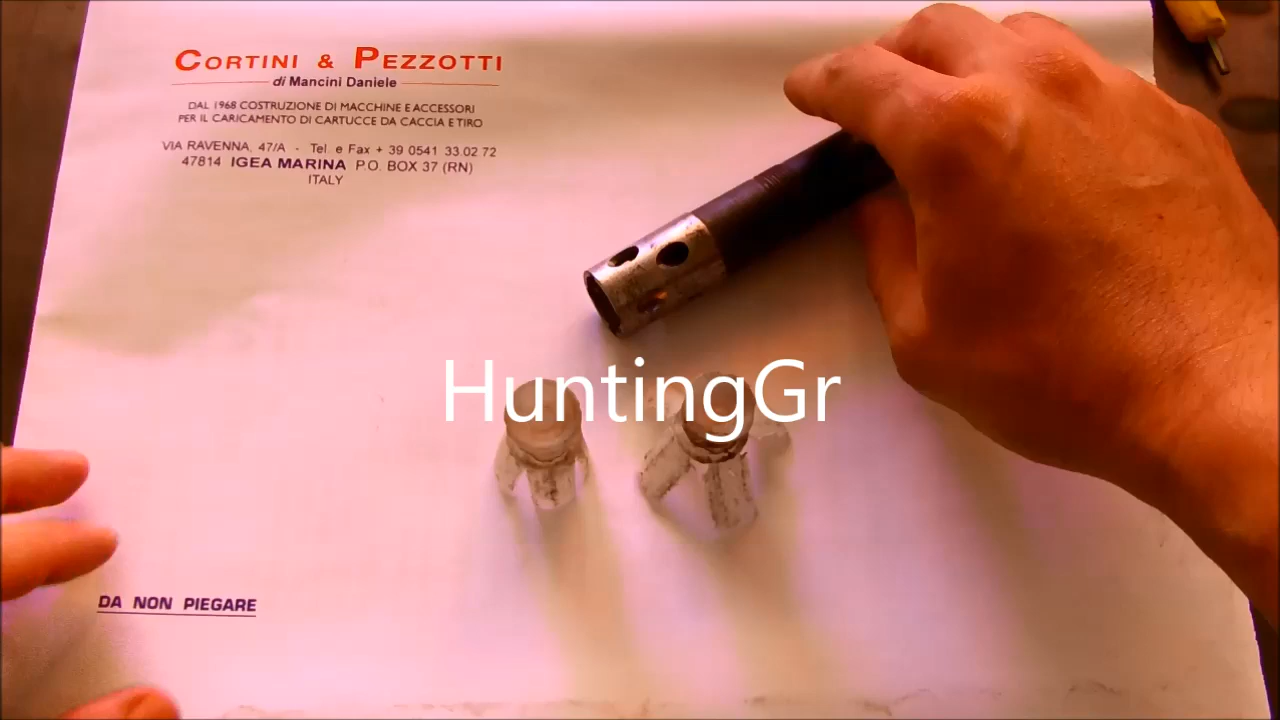 CORTINI & PEZZOTTI
di Mancini Daniele
DAL 1968 COSTRUZIONE DI MACCHINE E ACCESSORI
PER IL CARICAMENTO DI CARTUCCE DA CACCIA E TIRO
VIA RAVENNA, 47/A - Tel. e Fax + 39 0541 33.02 72
47814 IGEA MARINA P.O. BOX 37 (RN)
ITALY
HuntingGr
DA NON PIEGARE